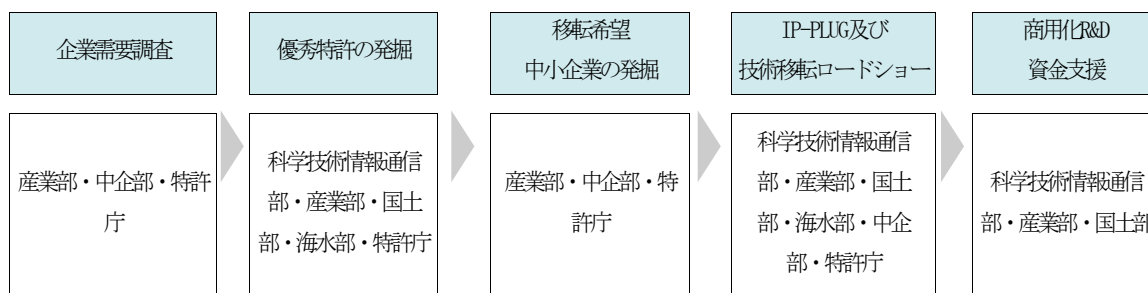 企業需要調査
優秀特許の発掘
移転希望
中小企業の発掘
IP-PLUG及び
技術移転ロードショー
商用化R&D
資金支援
産業部・中企部・特許
庁
科学技術情報通信
部・産業部・国土
部・海水部・特許庁
産業部・中企部・特
許庁
科学技術情報通信
部・産業部・国土
部・海水部・中企
部・特許庁
科学技術情報通信
部・産業部・国土部